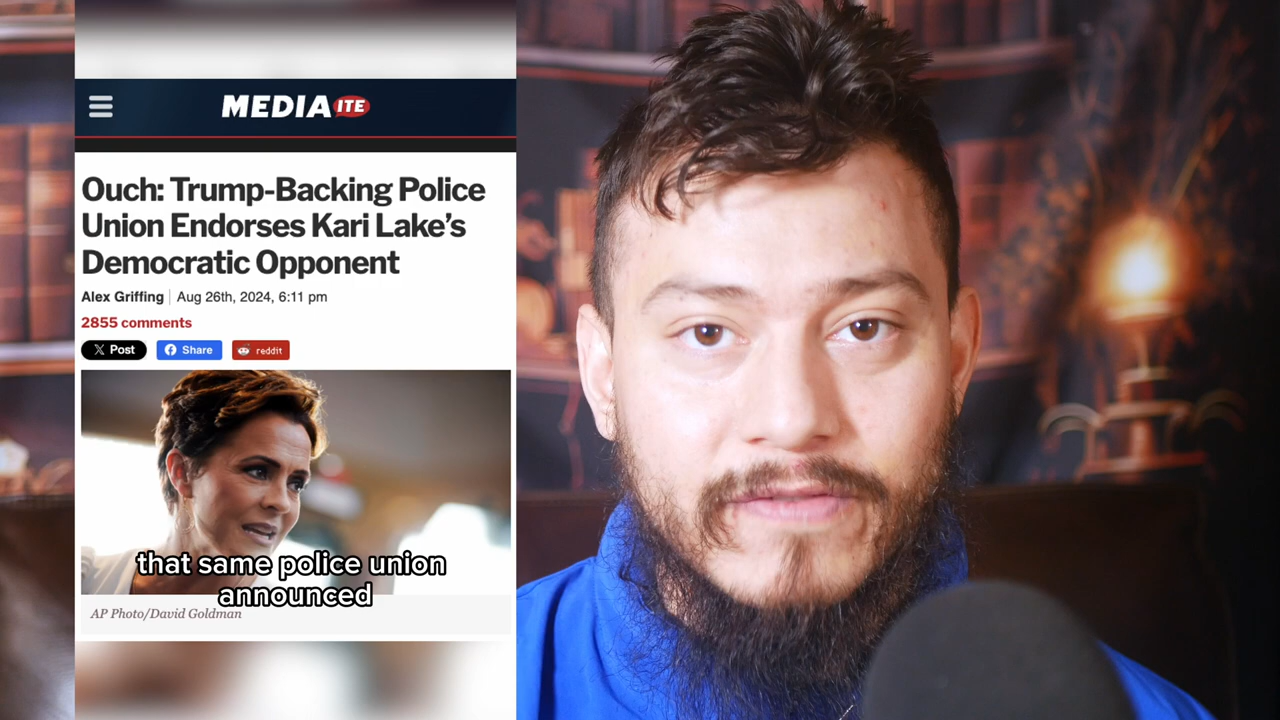 MEDIAITE
Ouch: Trump-Backing Police
Union Endorses Kari Lake's
Democratic Opponent
Alex Griffing | Aug 26th, 2024, 6:11 pm
2855 comments
Post Share reddit
that same police union
announced
AP Photo/David Goldman